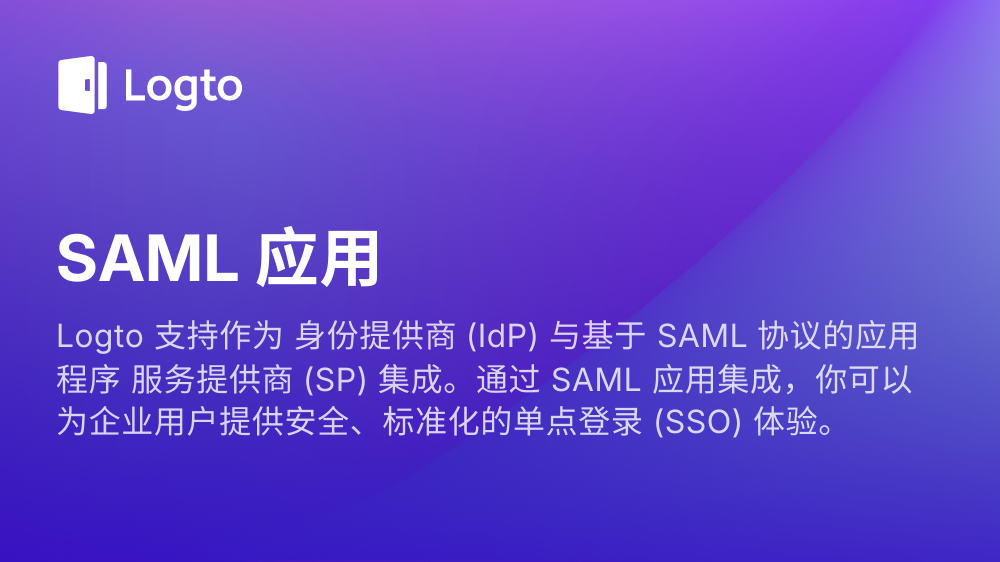 Logto
SAML 应用
Logto 支持作为 身份提供商 (IdP) 与基于 SAML 协议的应用
程序 服务提供商 (SP) 集成。通过 SAML 应用集成，你可以
为企业用户提供安全、标准化的单点登录 (SSO) 体验。